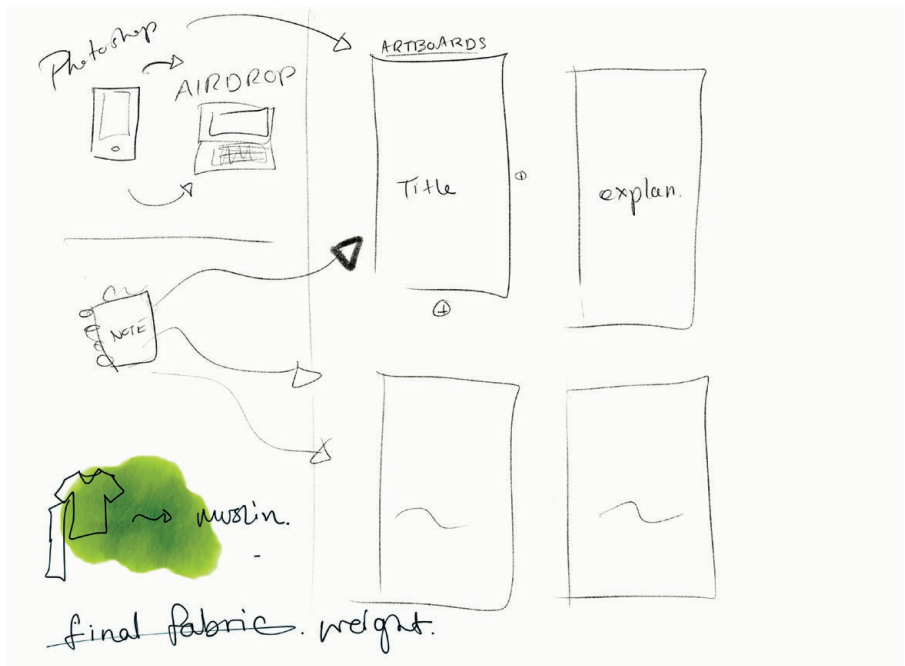 Photoshop
AIRDROP
ARTBOARDS
Title
explan.
NOTE
muslin.
final fabric. weight.